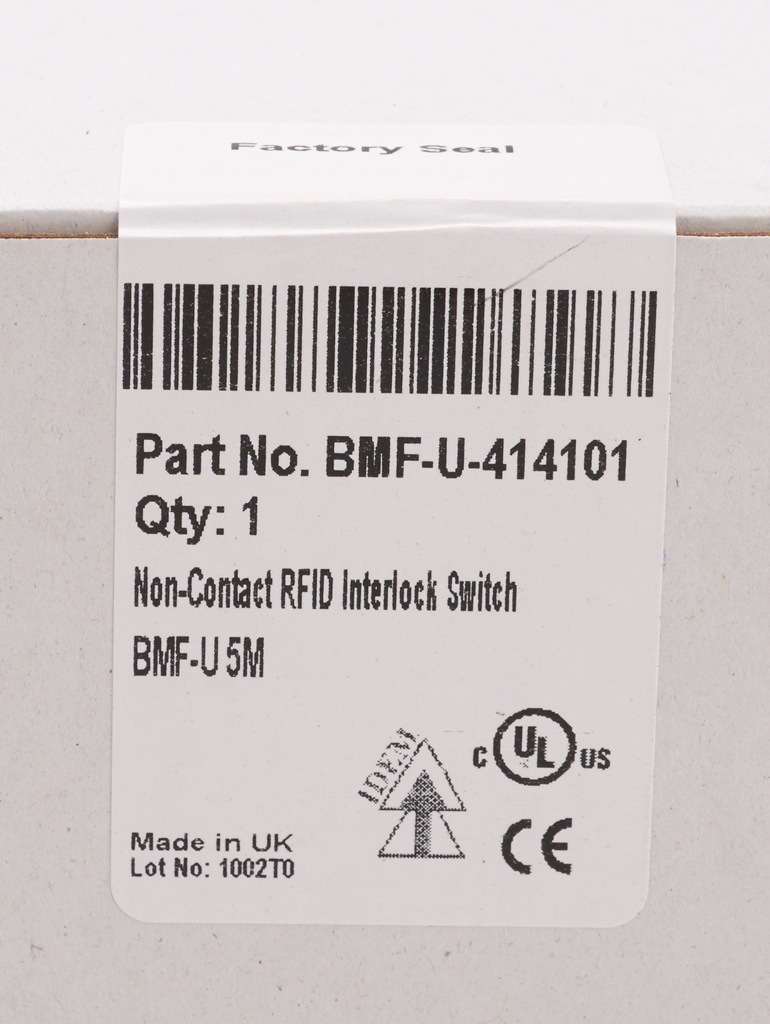 Factory Seal
Part No. BMF-U-414101
Qty: 1
Non-Contact RFID Interlock Switch
BMF-U 5M
IDEM
C UL US
CE
Made in UK
Lot No: 1002T0